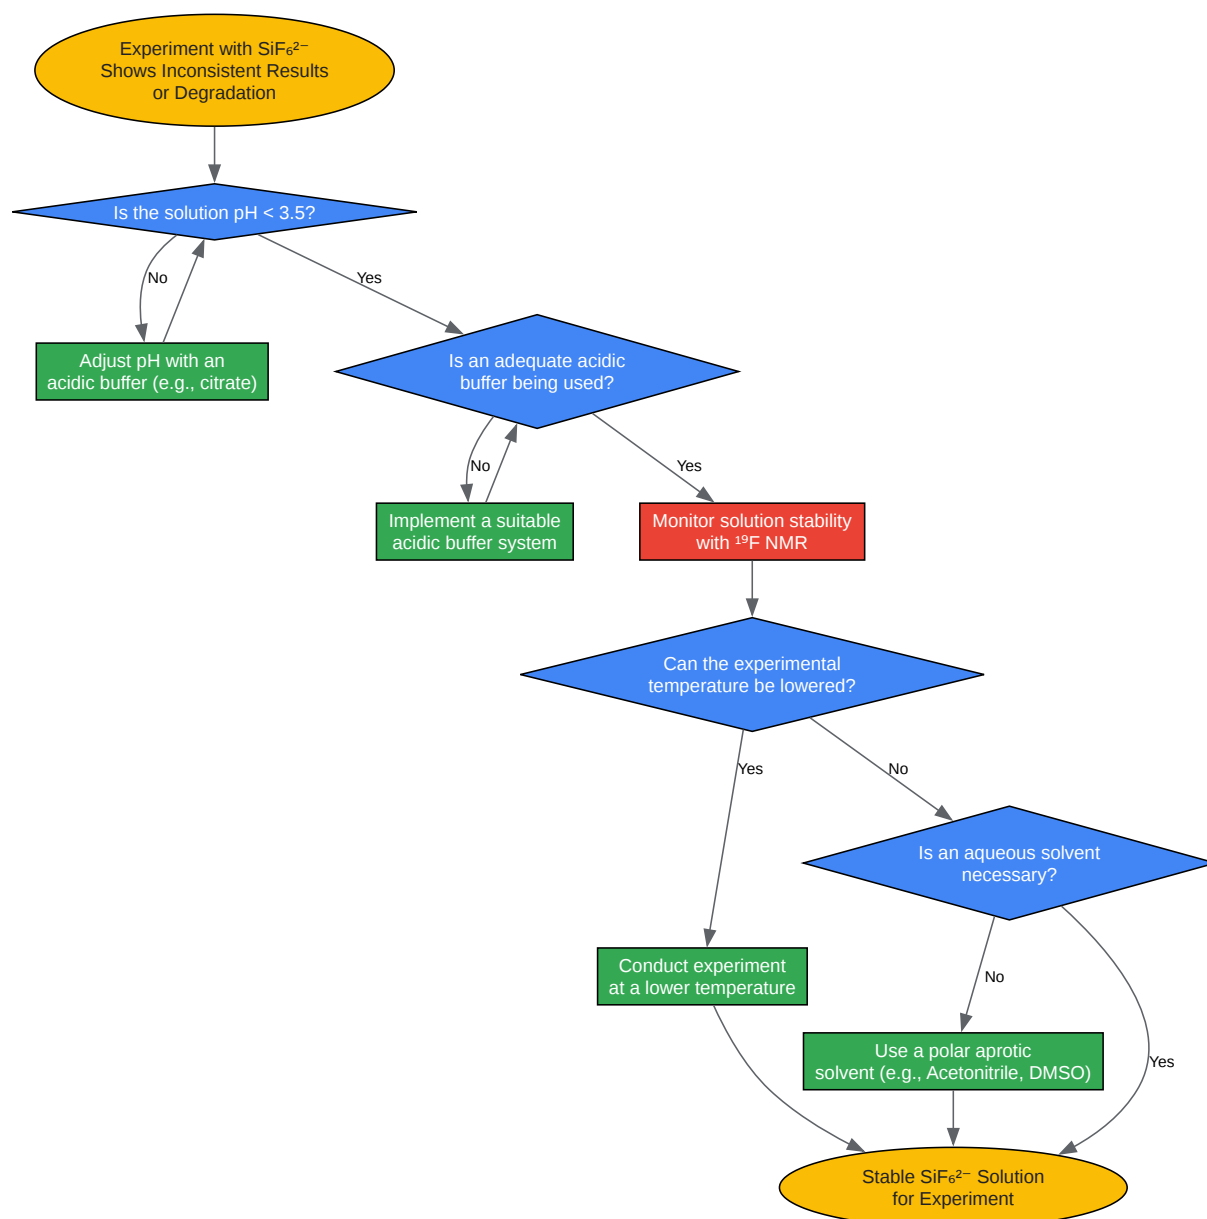 Experiment with SiF₆²⁻
Shows Inconsistent Results
or Degradation
Is the solution pH < 3.5?
No
Yes
Adjust pH with an
acidic buffer (e.g., citrate)
Is an adequate acidic
buffer being used?
No
Yes
Implement a suitable
acidic buffer system
Monitor solution stability
with ¹⁹F NMR
Can the experimental
temperature be lowered?
Yes
No
Is an aqueous solvent
necessary?
Conduct experiment
at a lower temperature
No
Use a polar aprotic
solvent (e.g., Acetonitrile, DMSO)
Yes
Stable SiF₆²⁻ Solution
for Experiment